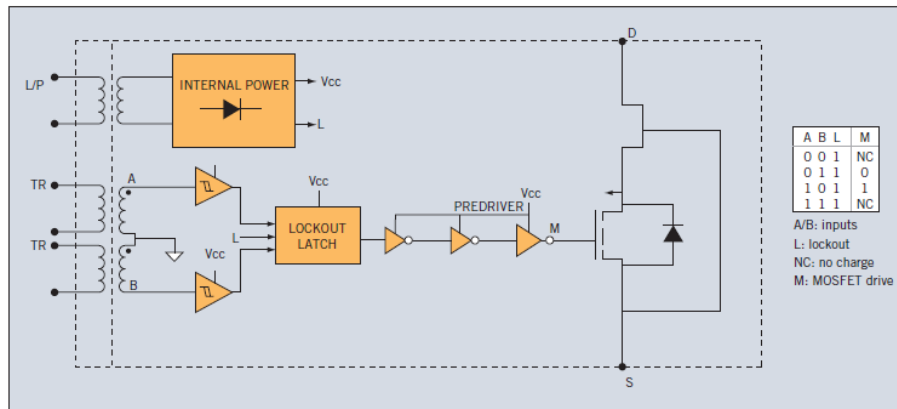 D
L/P
INTERNAL POWER
Vcc
L
TR
A
Vcc
Vcc
PREDRIVER
M
LOCKOUT
LATCH
L
TR
Vcc
B
S
A B L M
0 0 1 NC
0 1 1 0
1 0 1 1
1 1 1 NC
A/B: inputs
L: lockout
NC: no charge
M: MOSFET drive